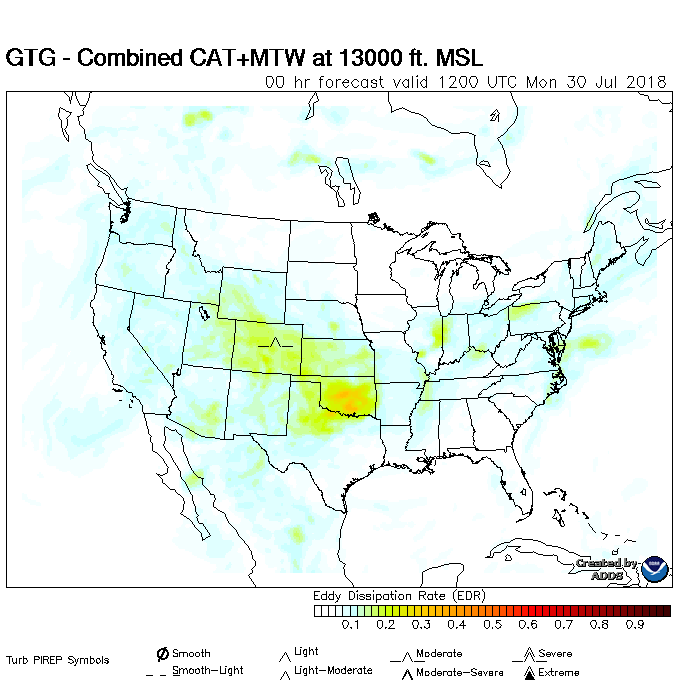 GTG - Combined CAT+MTW at 13000 ft. MSL
00 hr forecast valid 1200 UTC Mon 30 Jul 2018
Created by
ADDS
Eddy Dissipation Rate (EDR)
0.1 0.2 0.3 0.4 0.5 0.6 0.7 0.8 0.9
Turb PIREP Symbols
Smooth Light Moderate Severe
Smooth-Light Light-Moderate Moderate-Severe Extreme